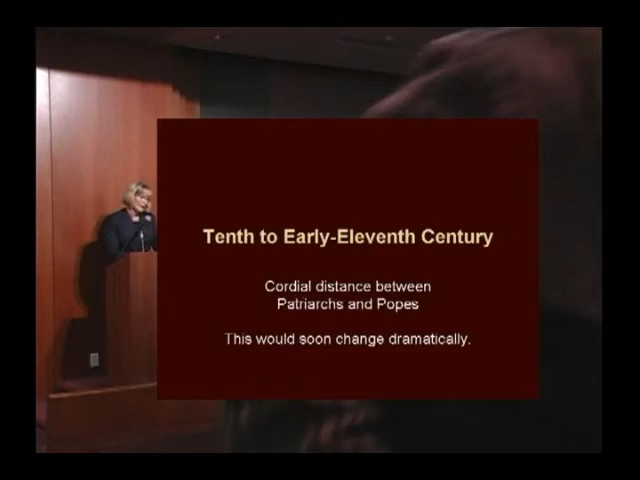 Tenth to Early-Eleventh Century
Cordial distance between
Patriarchs and Popes
This would soon change dramatically.